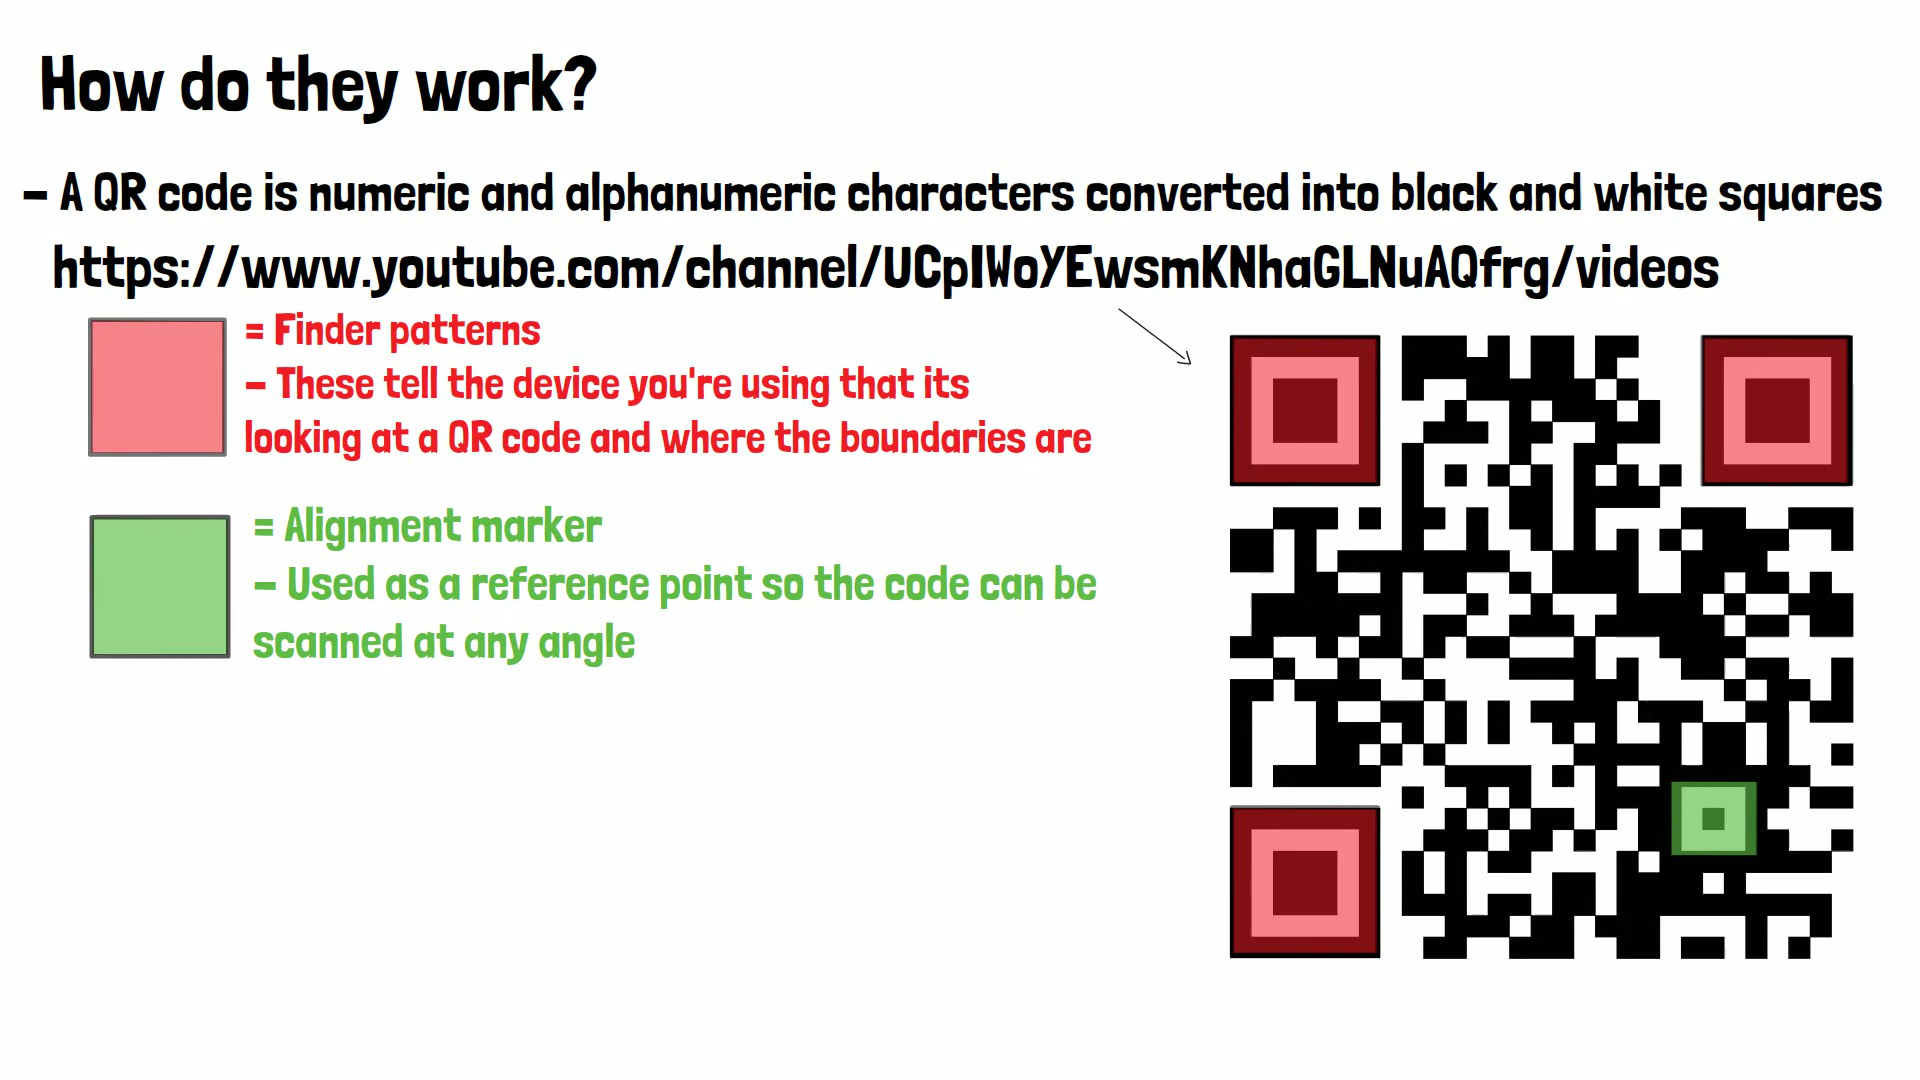 How do they work?
– A QR code is numeric and alphanumeric characters converted into black and white squares
https://www.youtube.com/channel/UCpIWoYEwsmKNhaGLNuAQfrg/videos
= Finder patterns
– These tell the device you're using that its
looking at a QR code and where the boundaries are
= Alignment marker
– Used as a reference point so the code can be
scanned at any angle